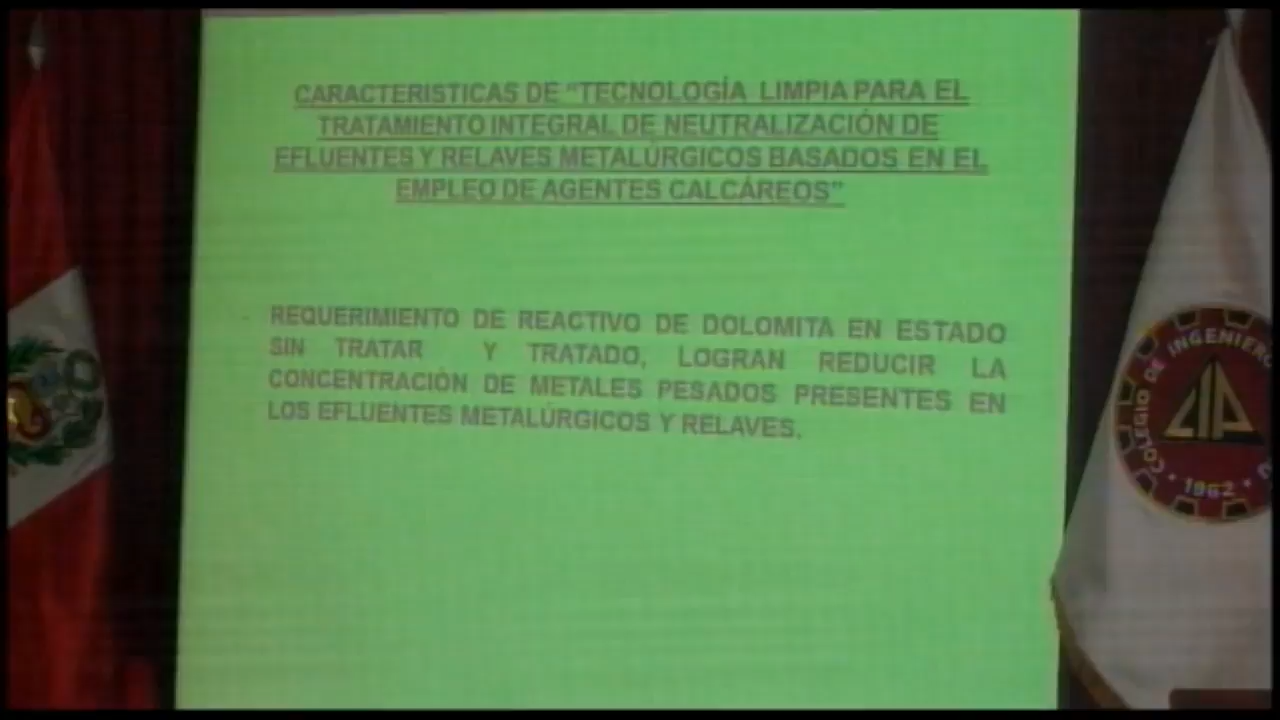 CARACTERISTICAS DE "TECNOLOGÍA LIMPIA PARA EL
TRATAMIENTO INTEGRAL DE NEUTRALIZACIÓN DE
EFLUENTES Y RELAVES METALÚRGICOS BASADOS EN EL
EMPLEO DE AGENTES CALCÁREOS"
REQUERIMIENTO DE REACTIVO DE DOLOMITA EN ESTADO
SIN TRATAR Y TRATADO, LOGRAN REDUCIR LA
CONCENTRACIÓN DE METALES PESADOS PRESENTES EN
LOS EFLUENTES METALÚRGICOS Y RELAVES.
COLEGIO DE
CIP
1962